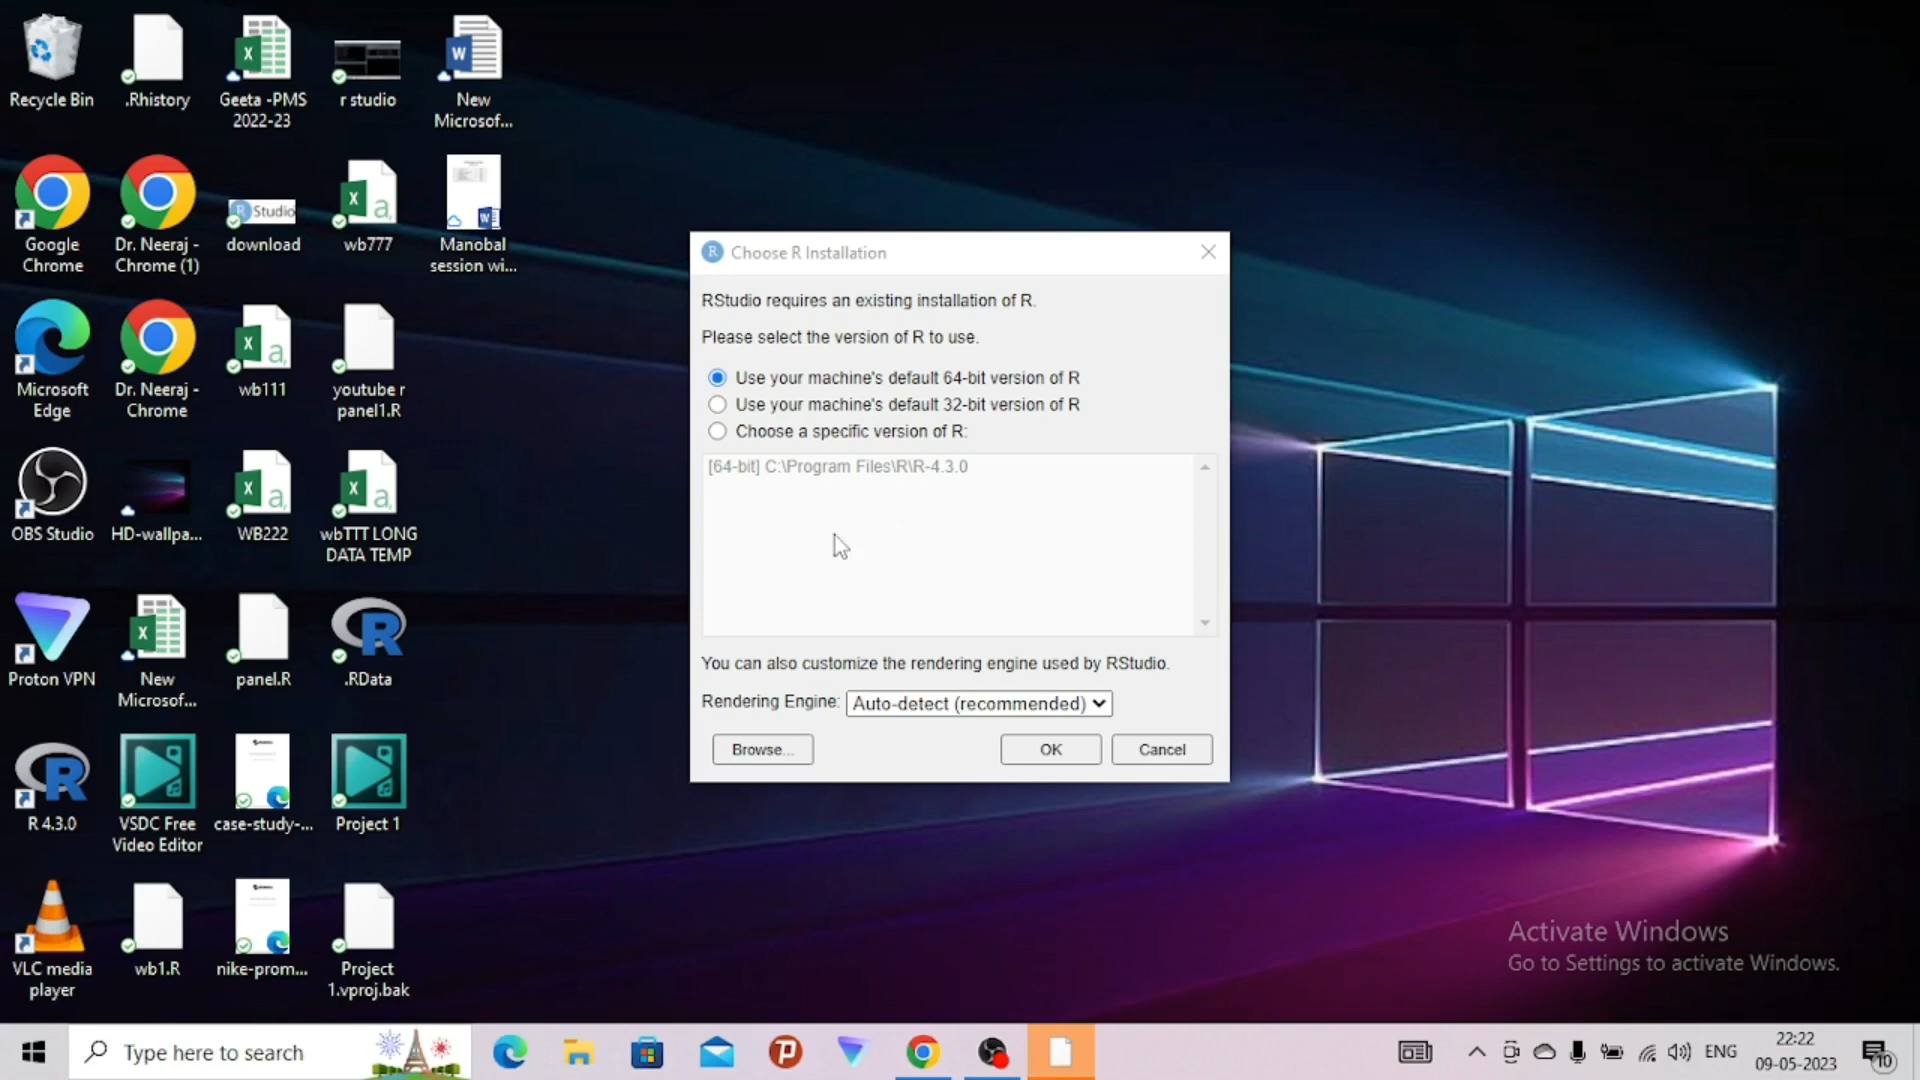 Recycle Bin
.Rhistory
Geeta -PMS
2022-23
r studio
New
Microsof...
Google
Chrome
Dr. Neeraj -
Chrome (1)
R Studio
download
wb777
Manobal
session wi...
Microsoft
Edge
Dr. Neeraj -
Chrome
wb111
youtube r
panel1.R
OBS Studio
HD-wallpa...
WB222
wbTTT LONG
DATA TEMP
Proton VPN
New
Microsof...
panel.R
.RData
R 4.3.0
VSDC Free
Video Editor
case-study-...
Project 1
VLC media
player
wb1.R
nike-prom...
Project
1.vproj.bak
Choose R Installation
RStudio requires an existing installation of R.
Please select the version of R to use.
Use your machine's default 64-bit version of R
Use your machine's default 32-bit version of R
Choose a specific version of R:
[64-bit] C:\Program Files\R\R-4.3.0
You can also customize the rendering engine used by RStudio.
Rendering Engine: Auto-detect (recommended)
Browse... OK Cancel
Activate Windows
Go to Settings to activate Windows.
Type here to search
ENG
22:22
09-05-2023
10